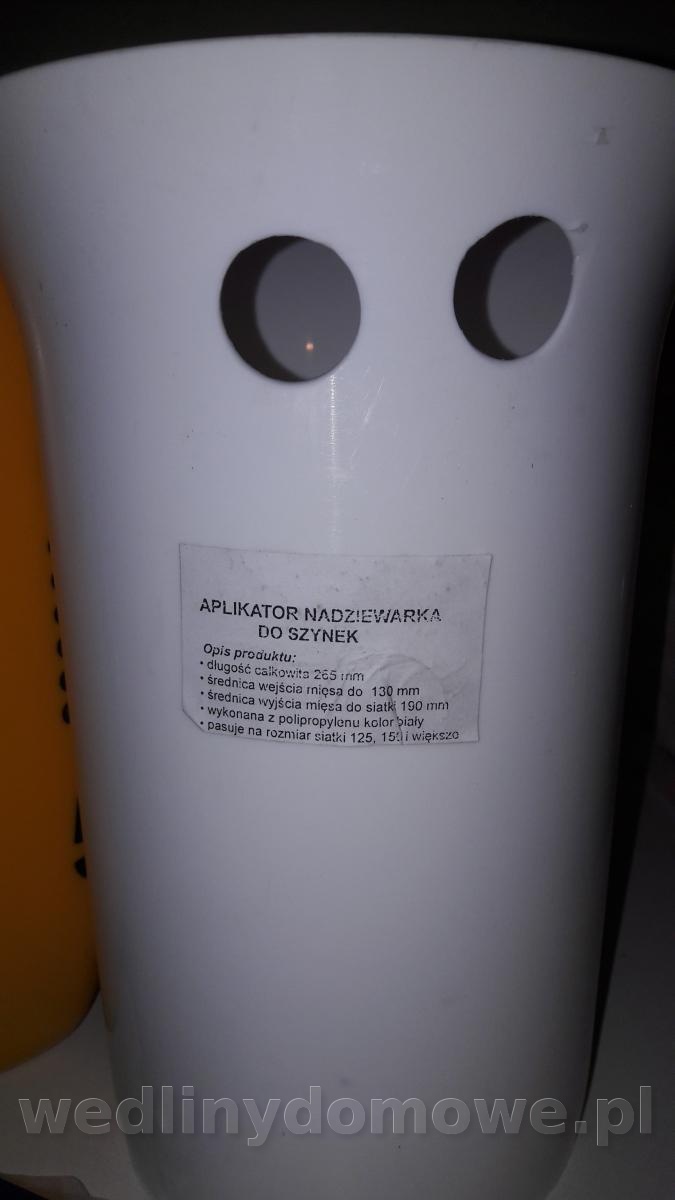 APLIKATOR NADZIEWARKA
DO SZYNEK
Opis produktu:
• długość całkowita 265 mm
• średnica wejścia mięsa do 130 mm
• średnica wyjścia mięsa do siatki 190 mm
• wykonana z polipropylenu kolor biały
• pasuje na rozmiar siatki 125, i większe
wedlinydomowe.pl